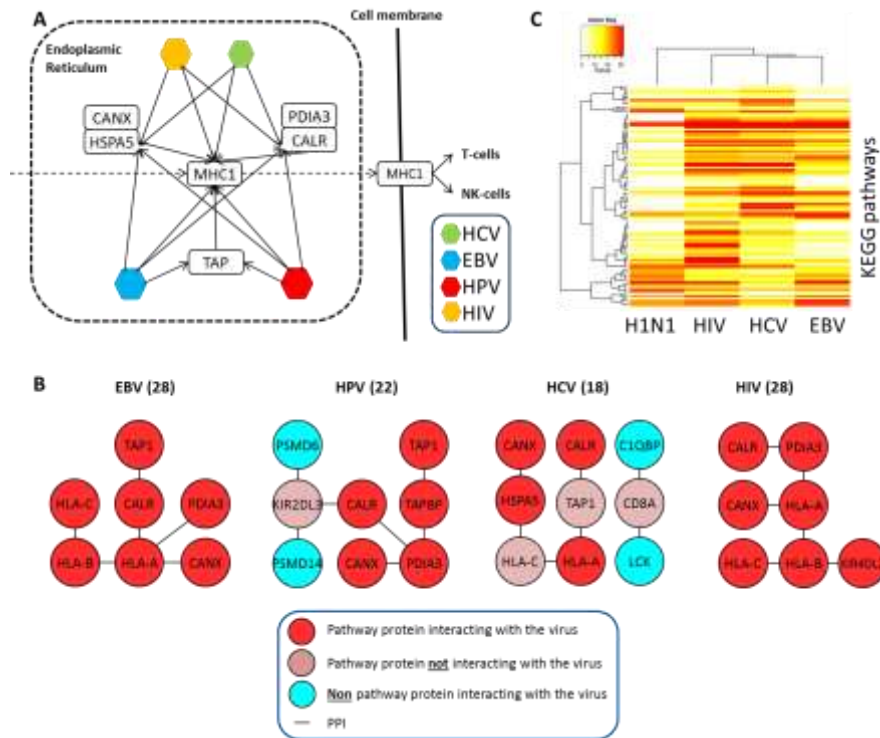 A
Cell membrane
C
Endoplasmic
Reticulum
CANX
HSPA5
PDIA3
CALR
MHC1
MHC1
T-cells
NK-cells
TAP
HCV
EBV
HPV
HIV
KEGG pathways
H1N1 HIV HCV EBV
B
EBV (28)
HPV (22)
HCV (18)
HIV (28)
TAP1
HLA-C CALR PDIA3
HLA-B HLA-A CANX
PSMD6 TAP1
KIR2DL3 CALR TAPBP
PSMD14 CANX PDIA3
CANX CALR C1QBP
HSPA5 TAP1 CD8A
HLA-C HLA-A LCK
CALR PDIA3
CANX HLA-A
HLA-C HLA-B
Pathway protein interacting with the virus
Pathway protein not interacting with the virus
Non pathway protein interacting with the virus
PPI